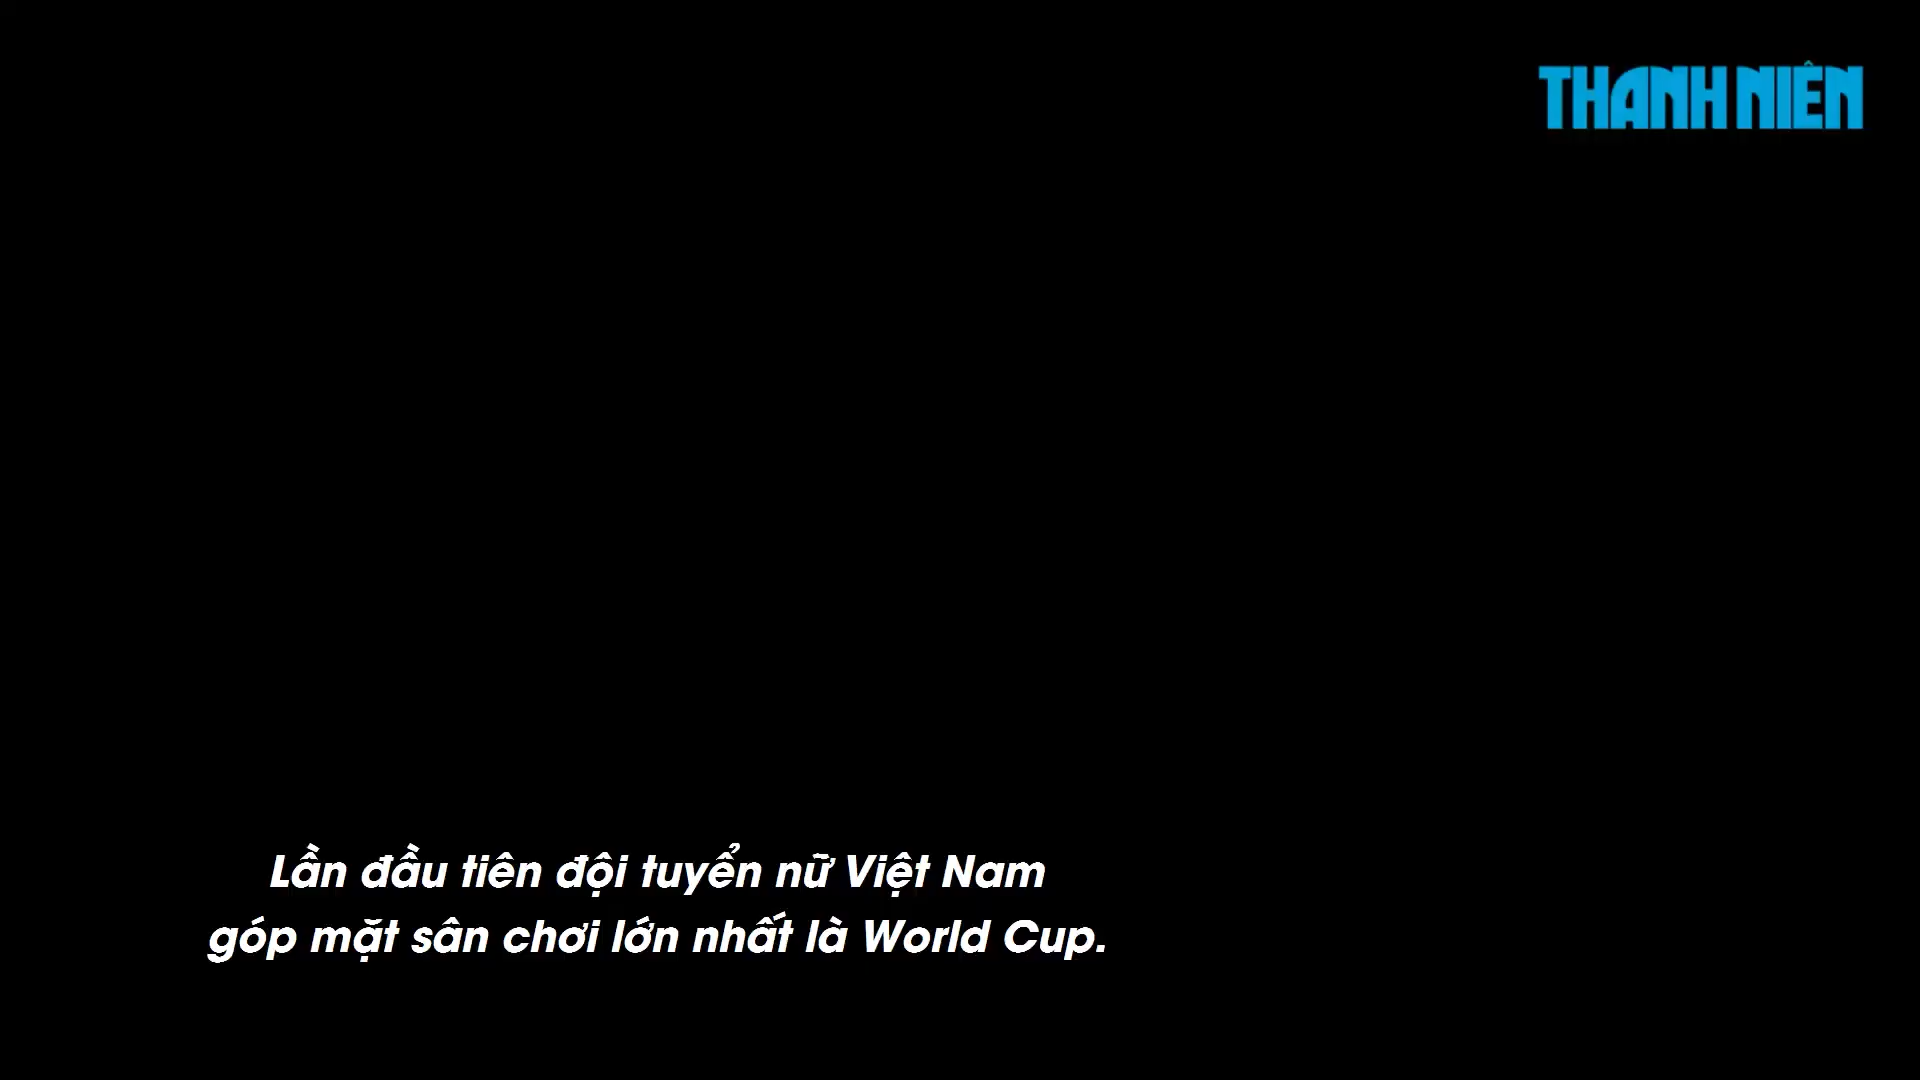 THANH NIÊN
Lần đầu tiên đội tuyển nữ Việt Nam
góp mặt sân chơi lớn nhất là World Cup.